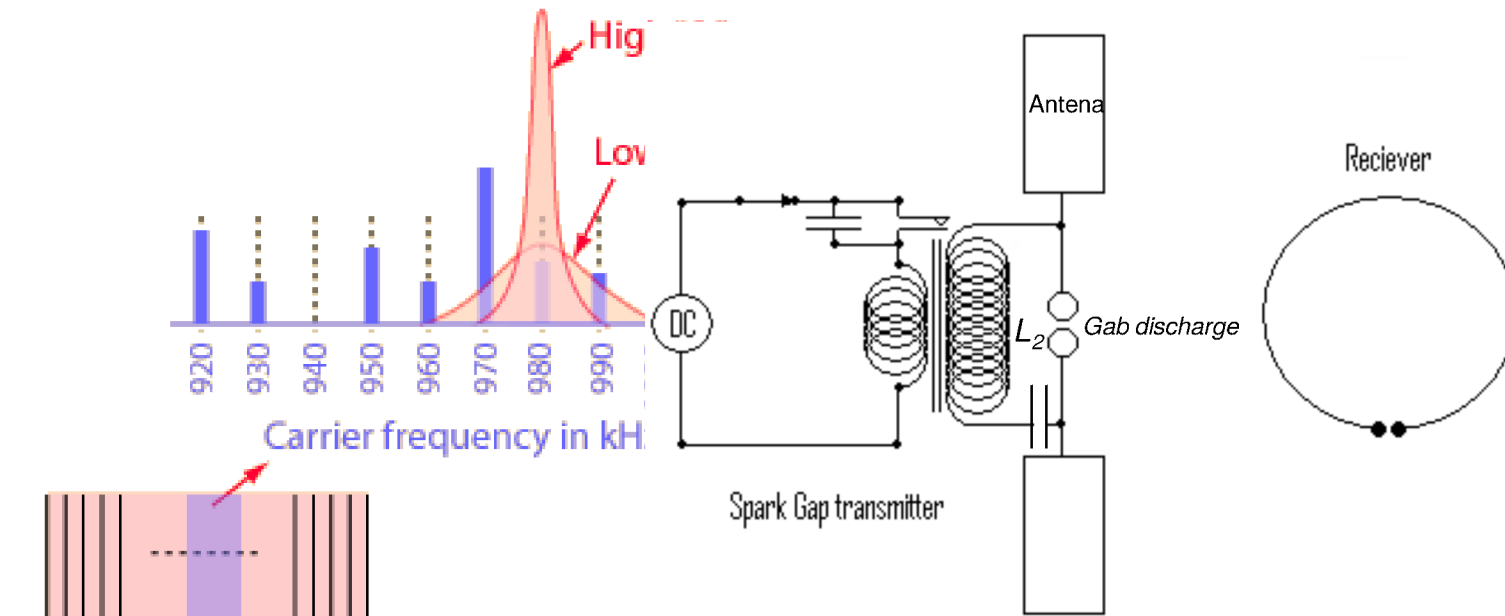 Hig
Low
920
930
940
950
960
970
980
990
Carrier frequency in kH
Antena
Reciever
DC
L2
Gab discharge
Spark Gap transmitter